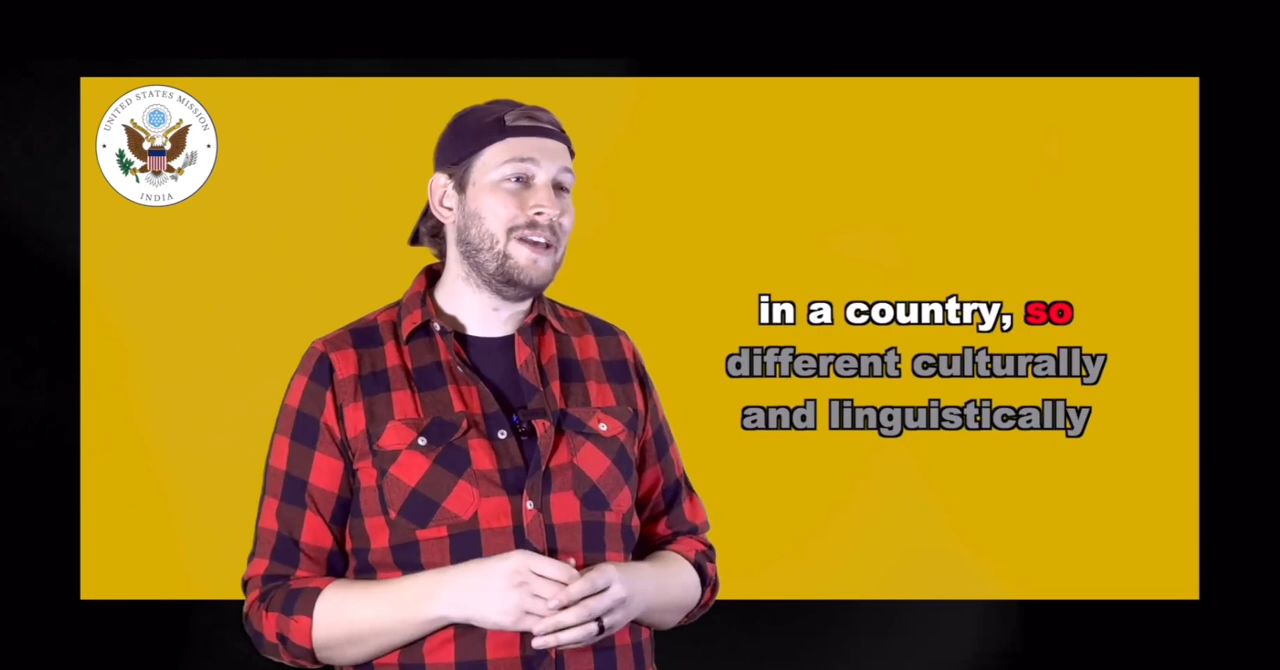 UNITED STATES MISSION
INDIA
in a country, so
different culturally
and linguistically